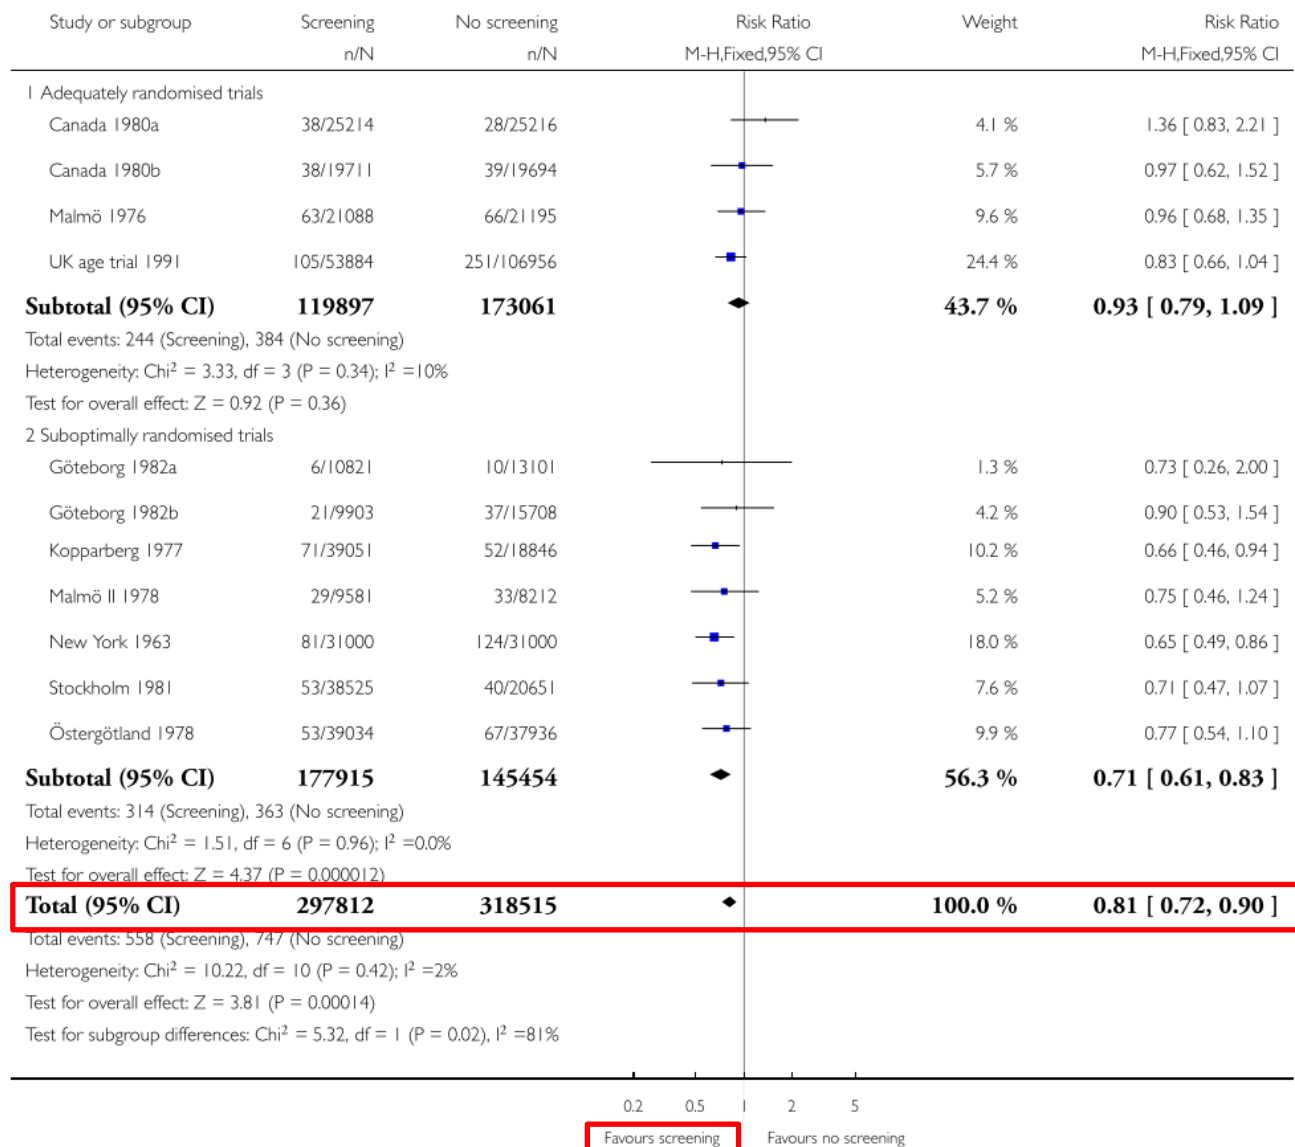 Study or subgroup Screening No screening Risk Ratio Weight Risk Ratio
n/N n/N M-H,Fixed,95% CI M-H,Fixed,95% CI
1 Adequately randomised trials
Canada 1980a 38/25214 28/25216 4.1 % 1.36 [ 0.83, 2.21 ]
Canada 1980b 38/19711 39/19694 5.7 % 0.97 [ 0.62, 1.52 ]
Malmö 1976 63/21088 66/21195 9.6 % 0.96 [ 0.68, 1.35 ]
UK age trial 1991 105/53884 251/106956 24.4 % 0.83 [ 0.66, 1.04 ]
Subtotal (95% CI) 119897 173061 43.7 % 0.93 [ 0.79, 1.09 ]
Total events: 244 (Screening), 384 (No screening)
Heterogeneity: Chi² = 3.33, df = 3 (P = 0.34); I² =10%
Test for overall effect: Z = 0.92 (P = 0.36)
2 Suboptimally randomised trials
Göteborg 1982a 6/10821 10/13101 1.3 % 0.73 [ 0.26, 2.00 ]
Göteborg 1982b 21/9903 37/15708 4.2 % 0.90 [ 0.53, 1.54 ]
Kopparberg 1977 71/39051 52/18846 10.2 % 0.66 [ 0.46, 0.94 ]
Malmö II 1978 29/9581 33/8212 5.2 % 0.75 [ 0.46, 1.24 ]
New York 1963 81/31000 124/31000 18.0 % 0.65 [ 0.49, 0.86 ]
Stockholm 1981 53/38525 40/20651 7.6 % 0.71 [ 0.47, 1.07 ]
Östergötland 1978 53/39034 67/37936 9.9 % 0.77 [ 0.54, 1.10 ]
Subtotal (95% CI) 177915 145454 56.3 % 0.71 [ 0.61, 0.83 ]
Total events: 314 (Screening), 363 (No screening)
Heterogeneity: Chi² = 1.51, df = 6 (P = 0.96); I² =0.0%
Test for overall effect: Z = 4.37 (P = 0.000012)
Total (95% CI) 297812 318515 100.0 % 0.81 [ 0.72, 0.90 ]
Total events: 558 (Screening), 747 (No screening)
Heterogeneity: Chi² = 10.22, df = 10 (P = 0.42); I² =2%
Test for overall effect: Z = 3.81 (P = 0.00014)
Test for subgroup differences: Chi² = 5.32, df = 1 (P = 0.02), I² =81%
0.2 0.5 1 2 5
Favours screening Favours no screening